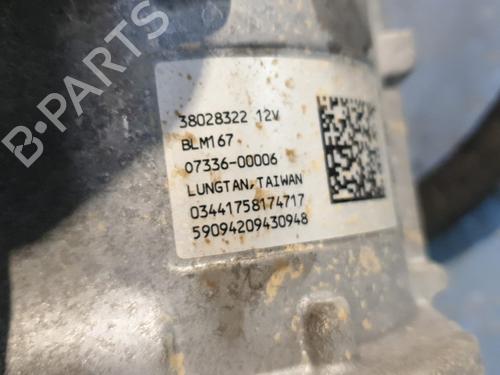 B-PARTS
38028322 12V
BLM167
07336-00006
LUNGTAN,TAIWAN
03441758174717
59094209430948